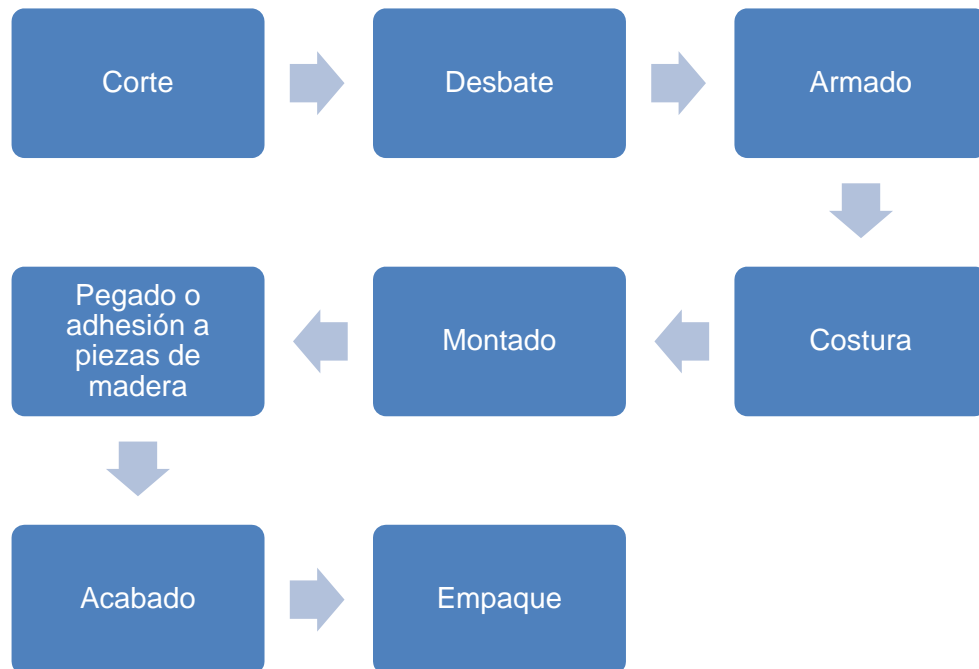 Corte
Desbate
Armado
Costura
Montado
Pegado o
adhesión a
piezas de
madera
Acabado
Empaque